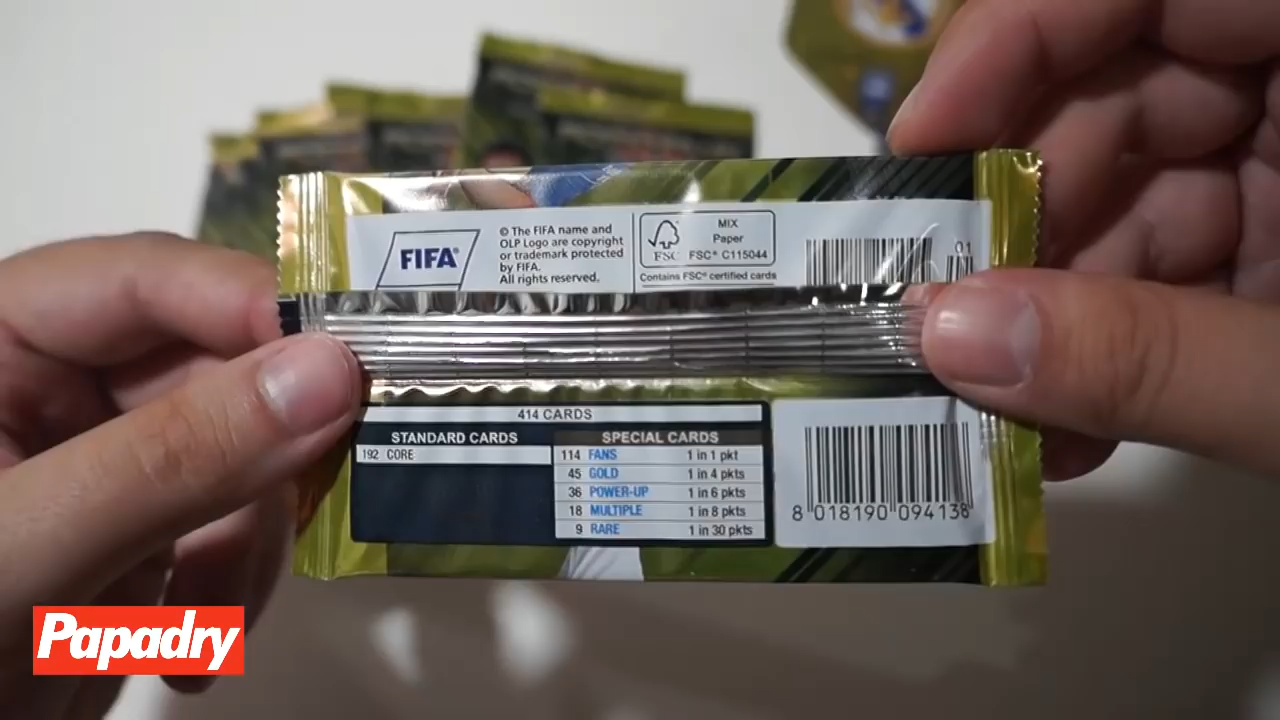 FIFA®
© The FIFA name and
OLP Logo are copyright
or trademark protected
by FIFA.
All rights reserved.
FSC
MIX
Paper
FSC® C115044
Contains FSC® certified cards
01
414 CARDS
STANDARD CARDS
192 CORE
SPECIAL CARDS
114 FANS 1 in 1 pkt
45 GOLD 1 in 4 pkts
36 POWER-UP 1 in 6 pkts
18 MULTIPLE 1 in 8 pkts
9 RARE 1 in 30 pkts
8 018190 094138
Papadry